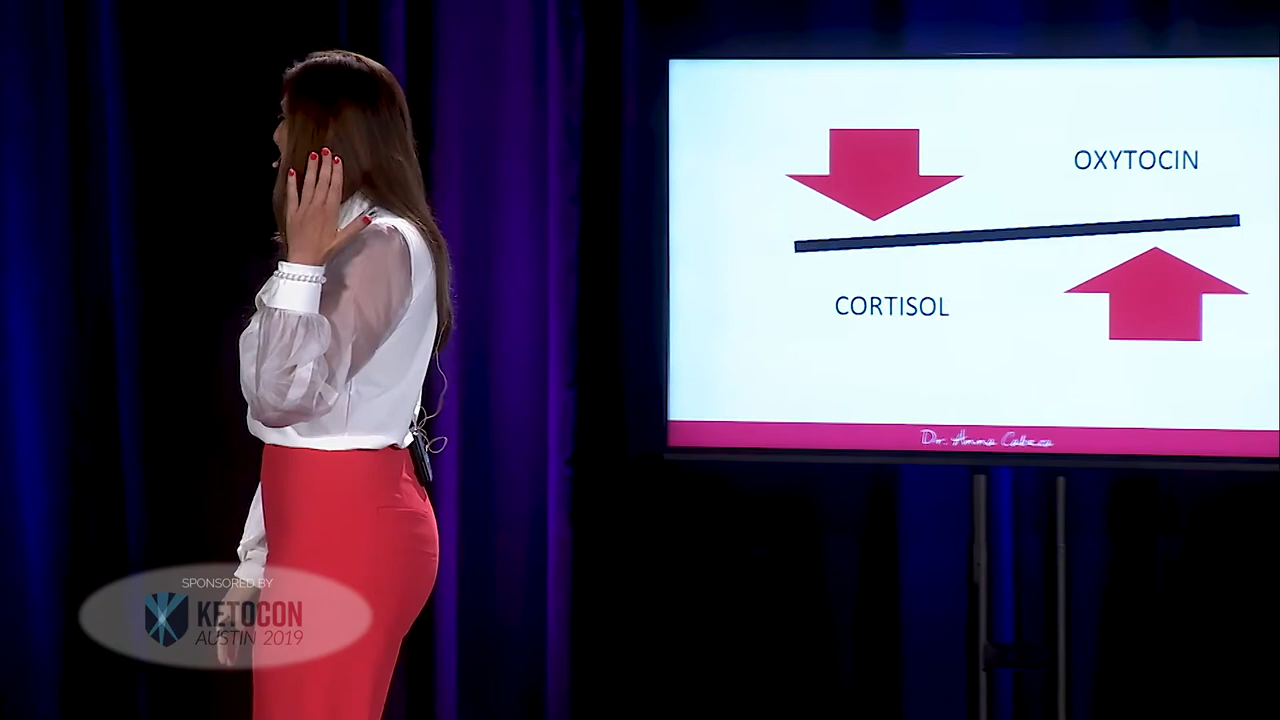 OXYTOCIN
CORTISOL
Dr. Anna Cabeca
SPONSORED BY
KETOCON
AUSTIN 2019